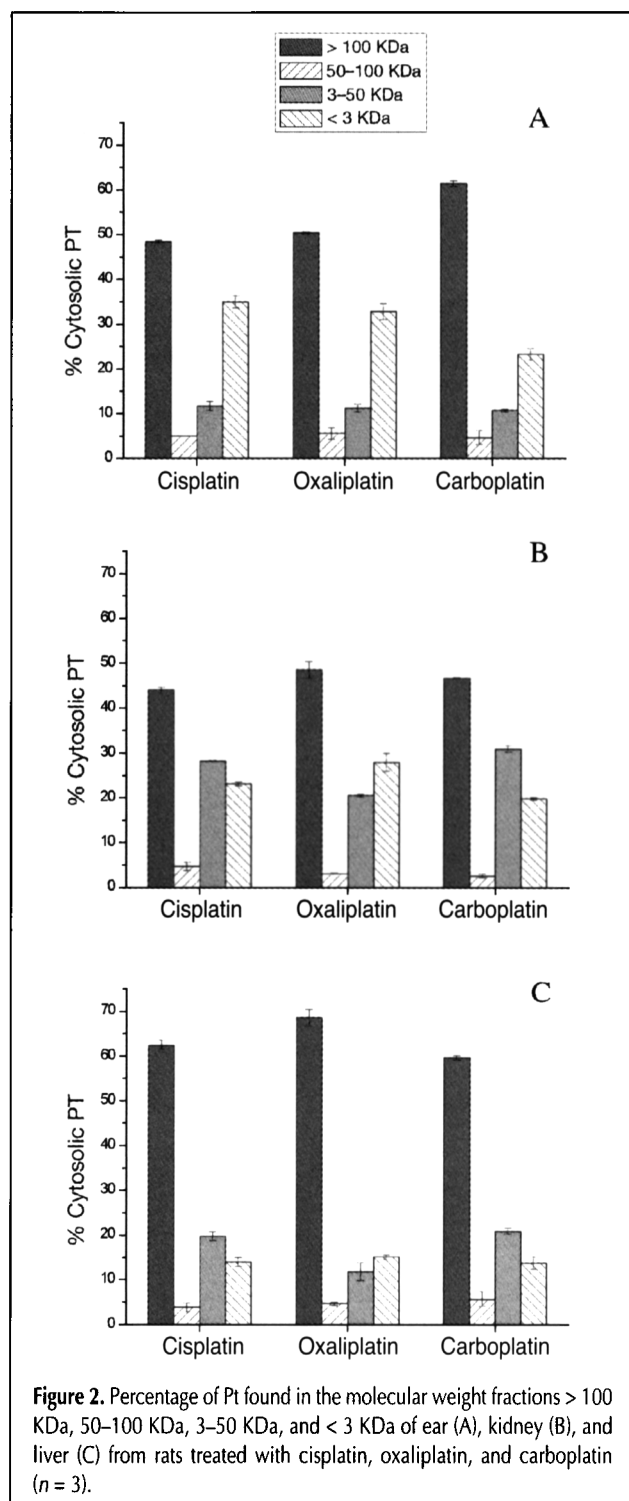 > 100 KDa
50–100 KDa
3–50 KDa
< 3 KDa
A
70
60
50
40
30
20
10
0
% Cytosolic PT
Cisplatin Oxaliplatin Carboplatin
B
70
60
50
40
30
20
10
0
% Cytosolic PT
Cisplatin Oxaliplatin Carboplatin
C
70
60
50
40
30
20
10
0
% Cytosolic PT
Cisplatin Oxaliplatin Carboplatin
Figure 2. Percentage of Pt found in the molecular weight fractions > 100
KDa, 50–100 KDa, 3–50 KDa, and < 3 KDa of ear (A), kidney (B), and
liver (C) from rats treated with cisplatin, oxaliplatin, and carboplatin
(n = 3).